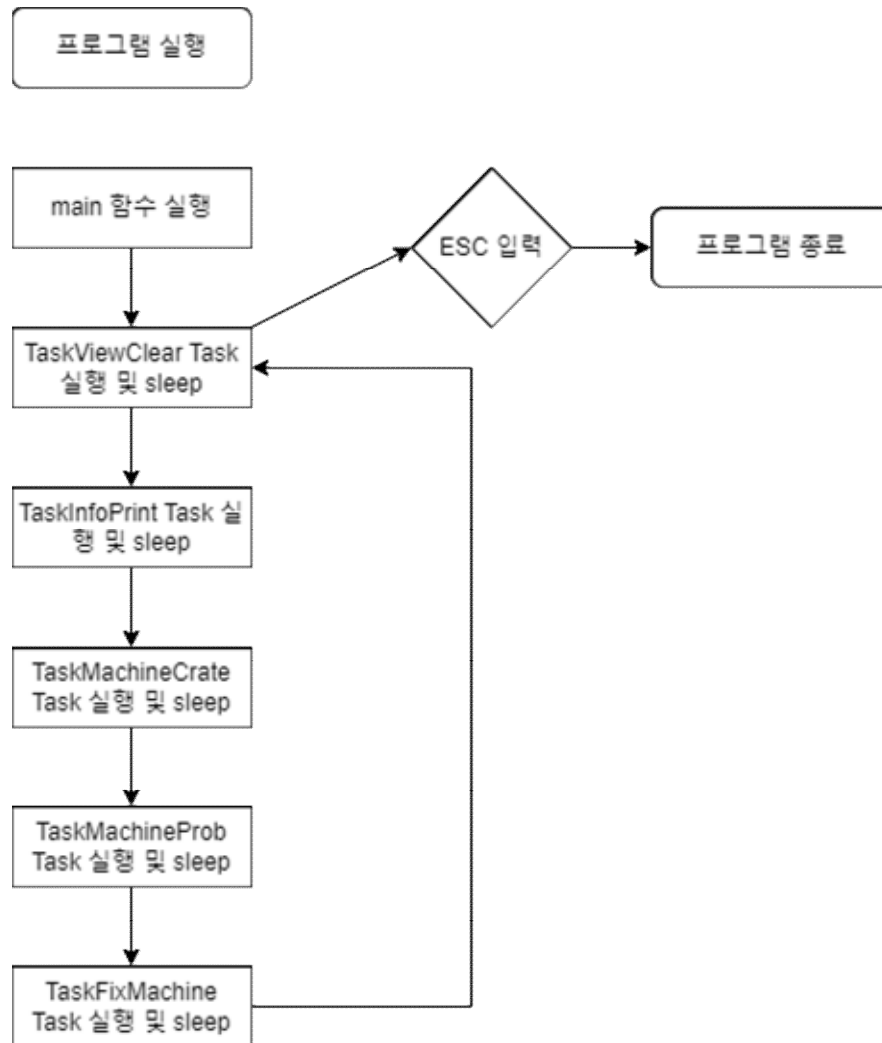 프로그램 실행
main 함수 실행
ESC 입력
프로그램 종료
TaskViewClear Task
실행 및 sleep
TaskInfoPrint Task 실
행 및 sleep
TaskMachineCrate
Task 실행 및 sleep
TaskMachineProb
Task 실행 및 sleep
TaskFixMachine
Task 실행 및 sleep